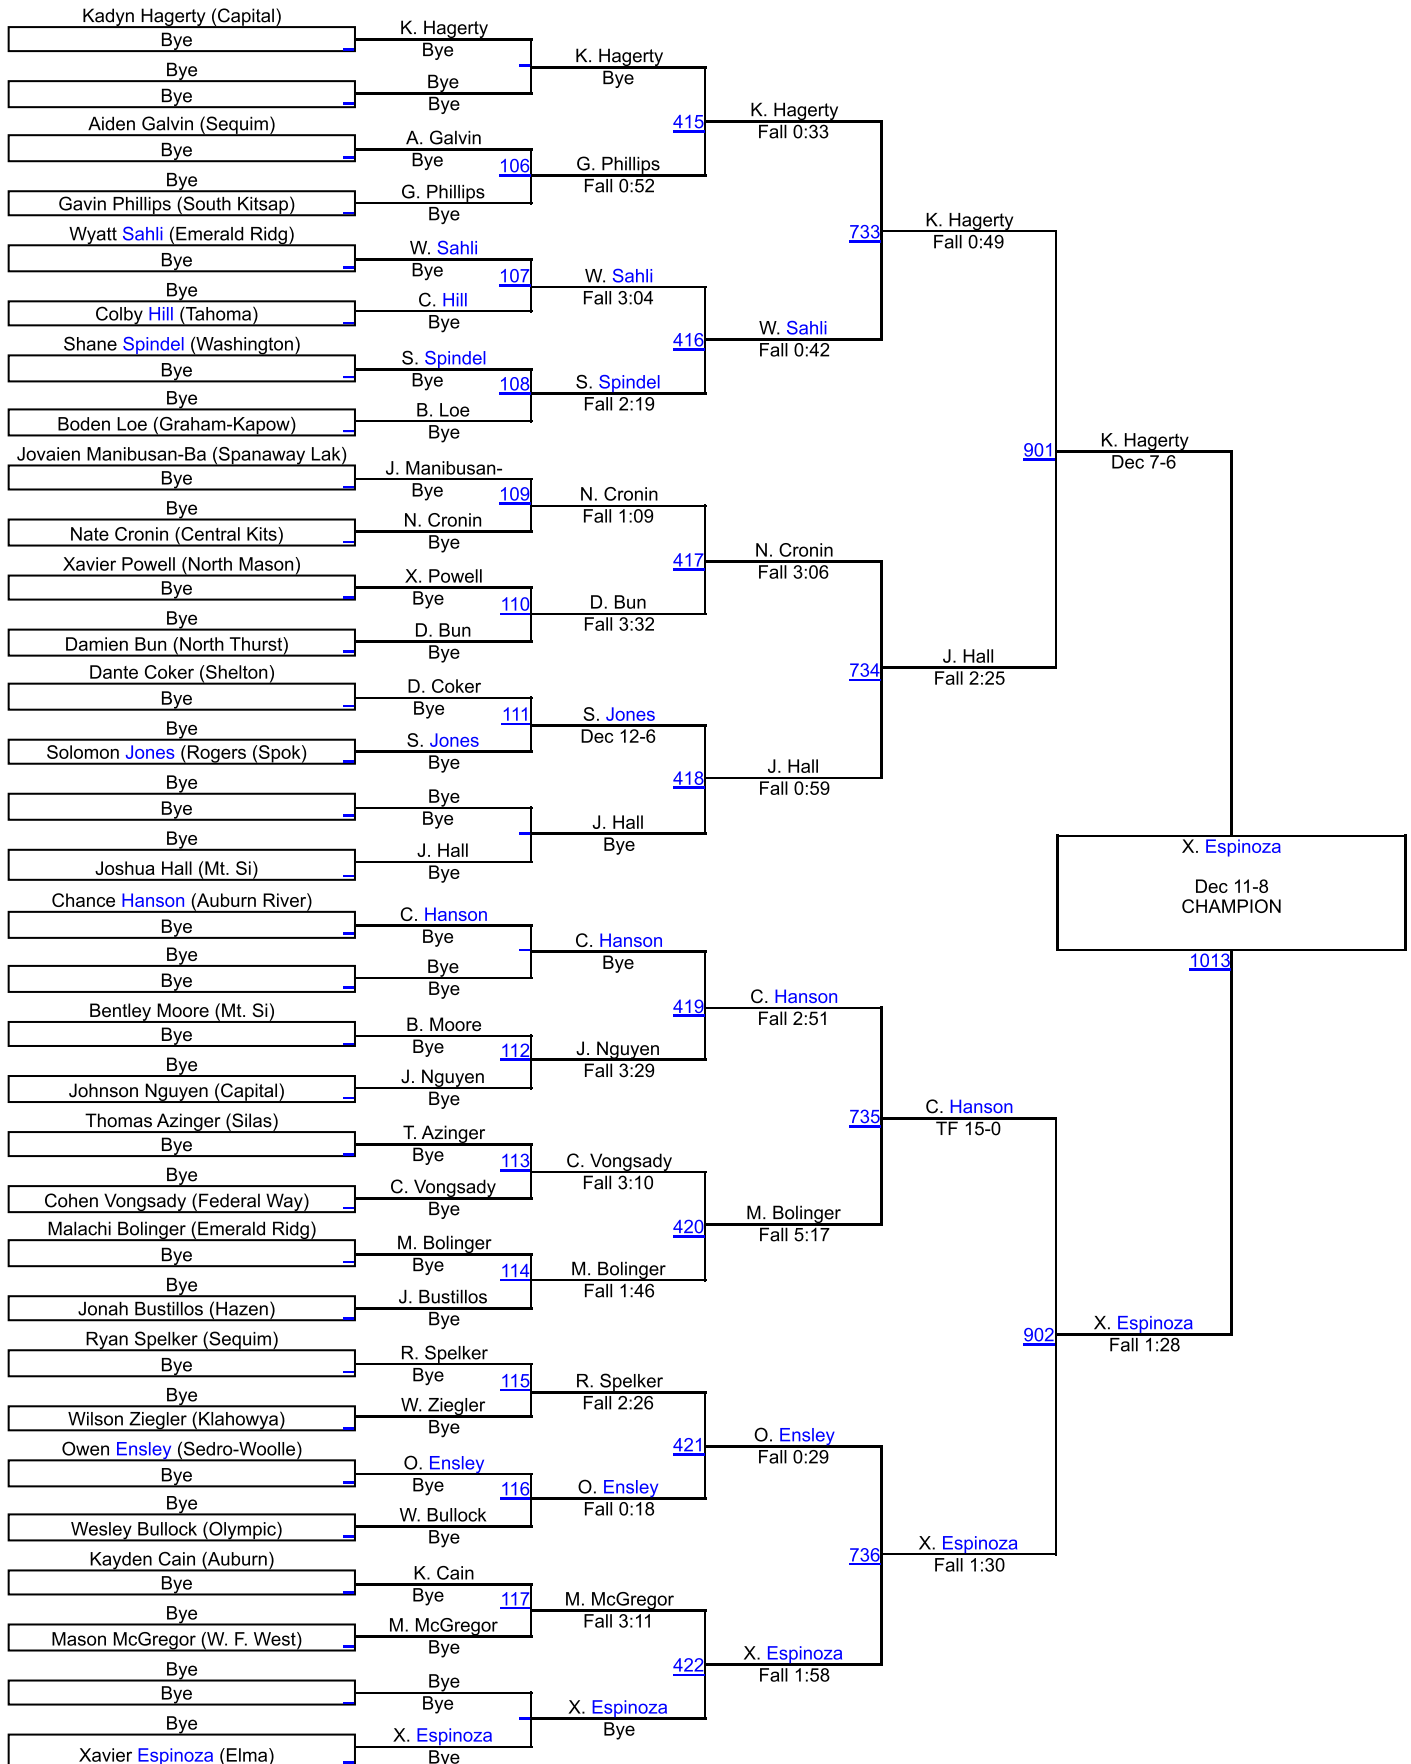 Kadyn Hagerty (Capital)
Bye
Bye
Bye
Aiden Galvin (Sequim)
Bye
Bye
Gavin Phillips (South Kitsap)
Wyatt Sahli (Emerald Ridg)
Bye
Bye
Colby Hill (Tahoma)
Shane Spindel (Washington)
Bye
Bye
Boden Loe (Graham-Kapow)
Jovaien Manibusan-Ba (Spanaway Lak)
Bye
Bye
Nate Cronin (Central Kits)
Xavier Powell (North Mason)
Bye
Bye
Damien Bun (North Thurst)
Dante Coker (Shelton)
Bye
Bye
Solomon Jones (Rogers (Spok)
Bye
Bye
Bye
Joshua Hall (Mt. Si)
Chance Hanson (Auburn River)
Bye
Bye
Bye
Bentley Moore (Mt. Si)
Bye
Bye
Johnson Nguyen (Capital)
Thomas Azinger (Silas)
Bye
Bye
Cohen Vongsady (Federal Way)
Malachi Bolinger (Emerald Ridg)
Bye
Bye
Jonah Bustillos (Hazen)
Ryan Spelker (Sequim)
Bye
Bye
Wilson Ziegler (Klahowya)
Owen Ensley (Sedro-Woolle)
Bye
Bye
Wesley Bullock (Olympic)
Kayden Cain (Auburn)
Bye
Bye
Mason McGregor (W. F. West)
Bye
Bye
Bye
Xavier Espinoza (Elma)
K. Hagerty
Bye
Bye
Bye
A. Galvin
Bye
106
G. Phillips
Bye
W. Sahli
Bye
107
C. Hill
Bye
S. Spindel
Bye
108
B. Loe
Bye
J. Manibusan-
Bye
109
N. Cronin
Bye
X. Powell
Bye
110
D. Bun
Bye
D. Coker
Bye
111
S. Jones
Bye
Bye
Bye
J. Hall
Bye
C. Hanson
Bye
Bye
Bye
B. Moore
Bye
112
J. Nguyen
Bye
T. Azinger
Bye
113
C. Vongsady
Bye
M. Bolinger
Bye
114
J. Bustillos
Bye
R. Spelker
Bye
115
W. Ziegler
Bye
O. Ensley
Bye
116
W. Bullock
Bye
K. Cain
Bye
117
M. McGregor
Bye
Bye
Bye
X. Espinoza
Bye
K. Hagerty
Bye
415
G. Phillips
Fall 0:52
W. Sahli
Fall 3:04
416
S. Spindel
Fall 2:19
N. Cronin
Fall 1:09
417
D. Bun
Fall 3:32
S. Jones
Dec 12-6
418
J. Hall
Bye
C. Hanson
Bye
419
J. Nguyen
Fall 3:29
C. Vongsady
Fall 3:10
420
M. Bolinger
Fall 1:46
R. Spelker
Fall 2:26
421
O. Ensley
Fall 0:18
M. McGregor
Fall 3:11
422
X. Espinoza
Bye
K. Hagerty
Fall 0:33
733
W. Sahli
Fall 0:42
N. Cronin
Fall 3:06
734
J. Hall
Fall 0:59
C. Hanson
Fall 2:51
735
M. Bolinger
Fall 5:17
O. Ensley
Fall 0:29
736
X. Espinoza
Fall 1:58
K. Hagerty
Fall 0:49
901
J. Hall
Fall 2:25
C. Hanson
TF 15-0
902
X. Espinoza
Fall 1:30
K. Hagerty
Dec 7-6
X. Espinoza
Dec 11-8
CHAMPION
1013
X. Espinoza
Fall 1:28